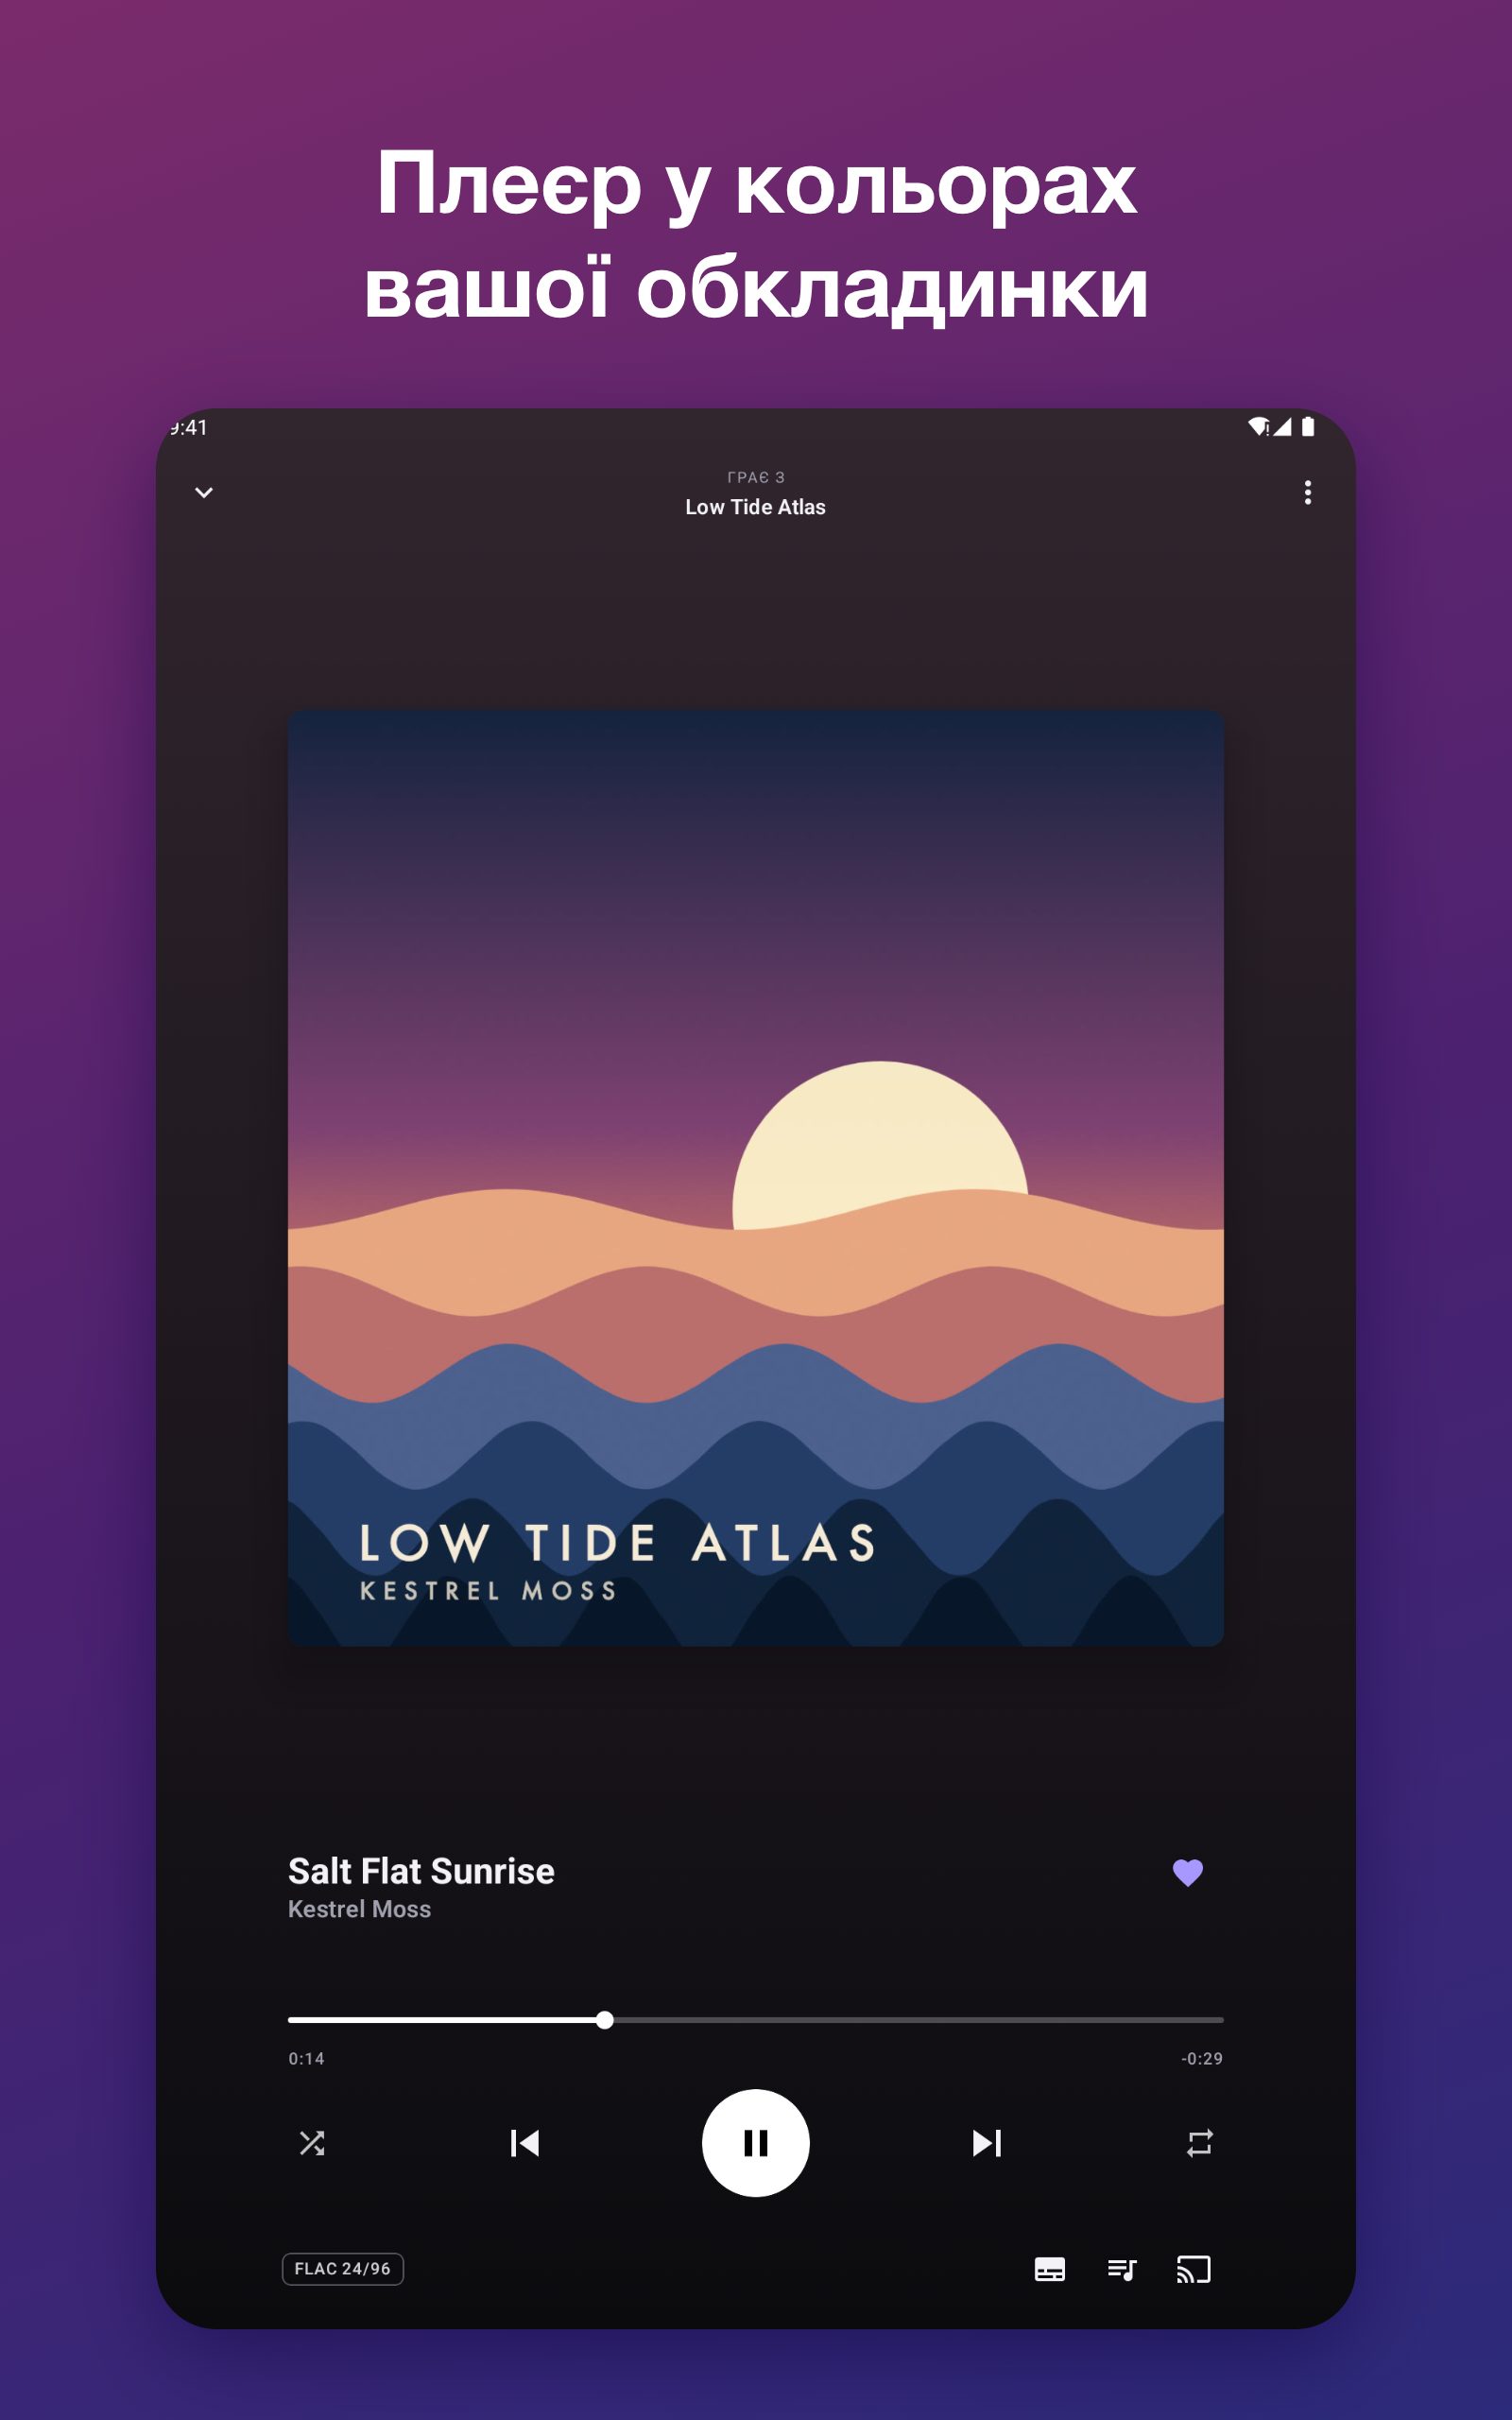 Плеєр у кольорах
вашої обкладинки
9:41
ГРАЄ З
Low Tide Atlas
LOW TIDE ATLAS
KESTREL MOSS
Salt Flat Sunrise
Kestrel Moss
0:14
-0:29
FLAC 24/96